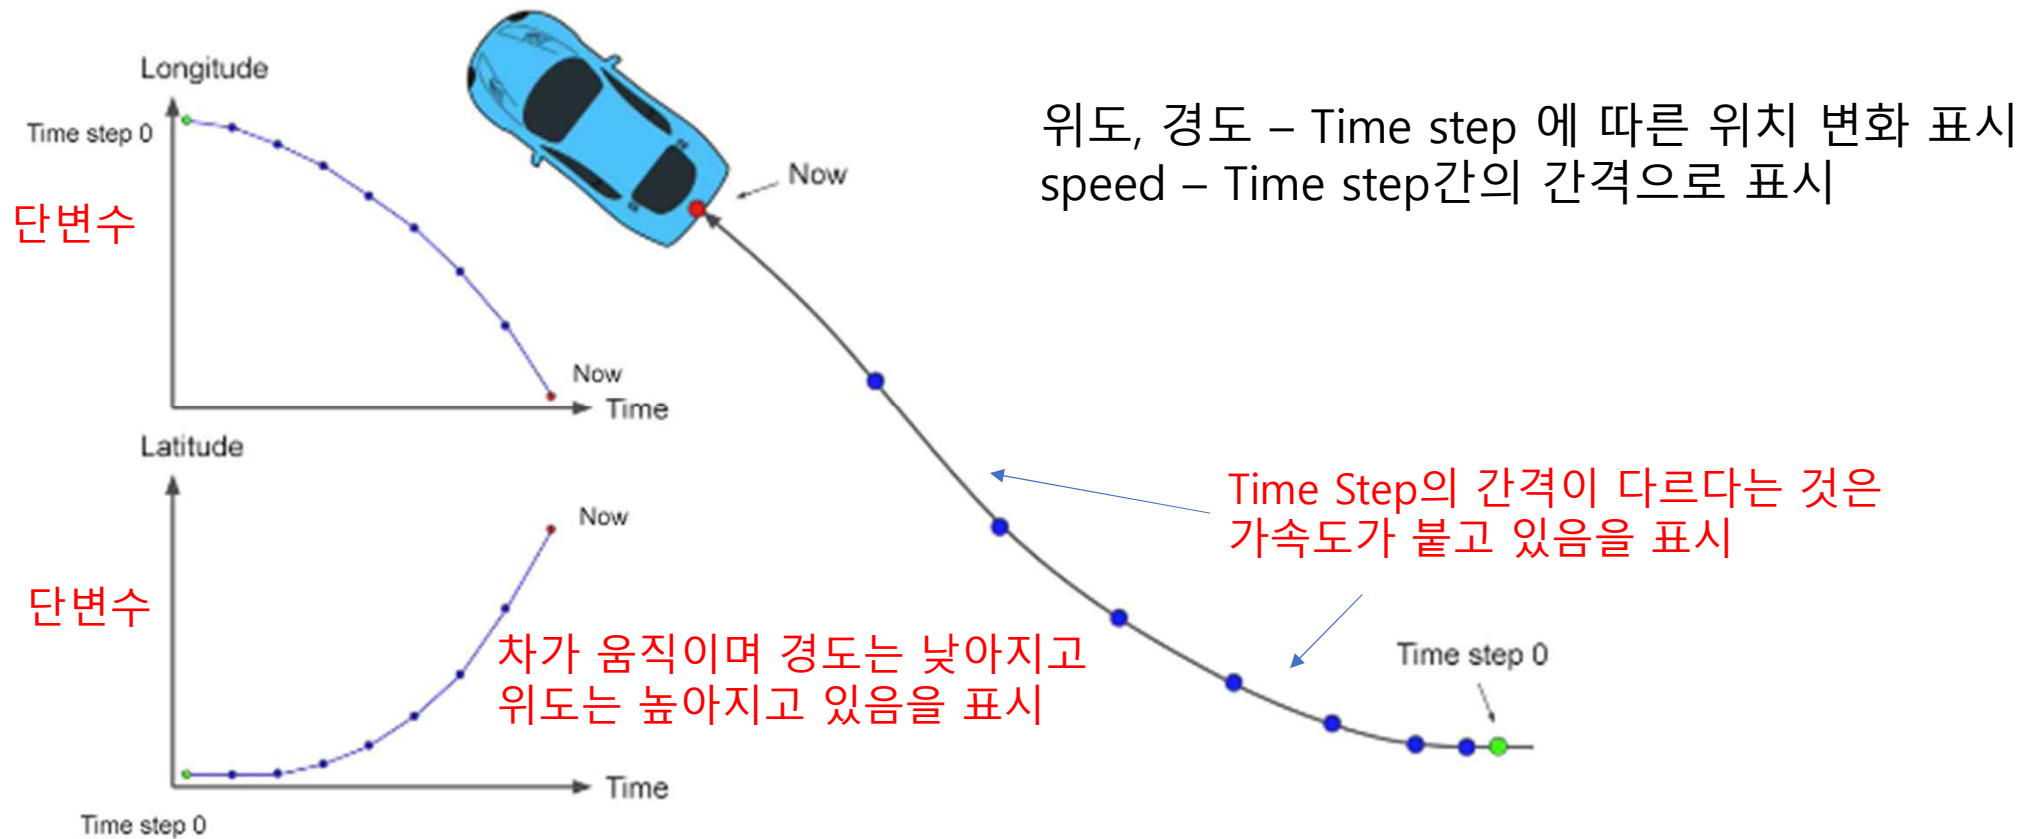 Longitude
Time step 0
단변수
Now
Time
Latitude
Now
단변수
Time
Time step 0
차가 움직이며 경도는 낮아지고
위도는 높아지고 있음을 표시
Now
위도, 경도 – Time step 에 따른 위치 변화 표시
speed – Time step간의 간격으로 표시
Time Step의 간격이 다르다는 것은
가속도가 붙고 있음을 표시
Time step 0